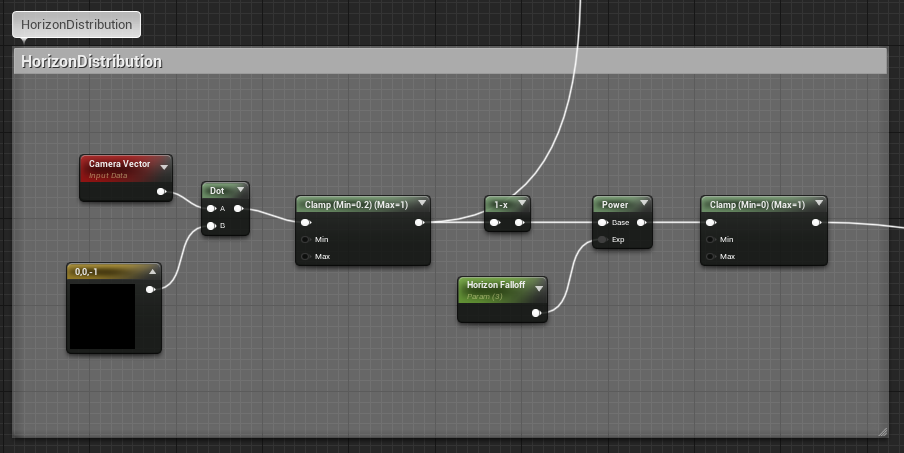 HorizonDistribution
HorizonDistribution
Camera Vector
Input Data
Dot
A
B
0,0,-1
Clamp (Min=0.2) (Max=1)
Min
Max
1-x
Power
Base
Exp
Horizon Falloff
Param (3)
Clamp (Min=0) (Max=1)
Min
Max